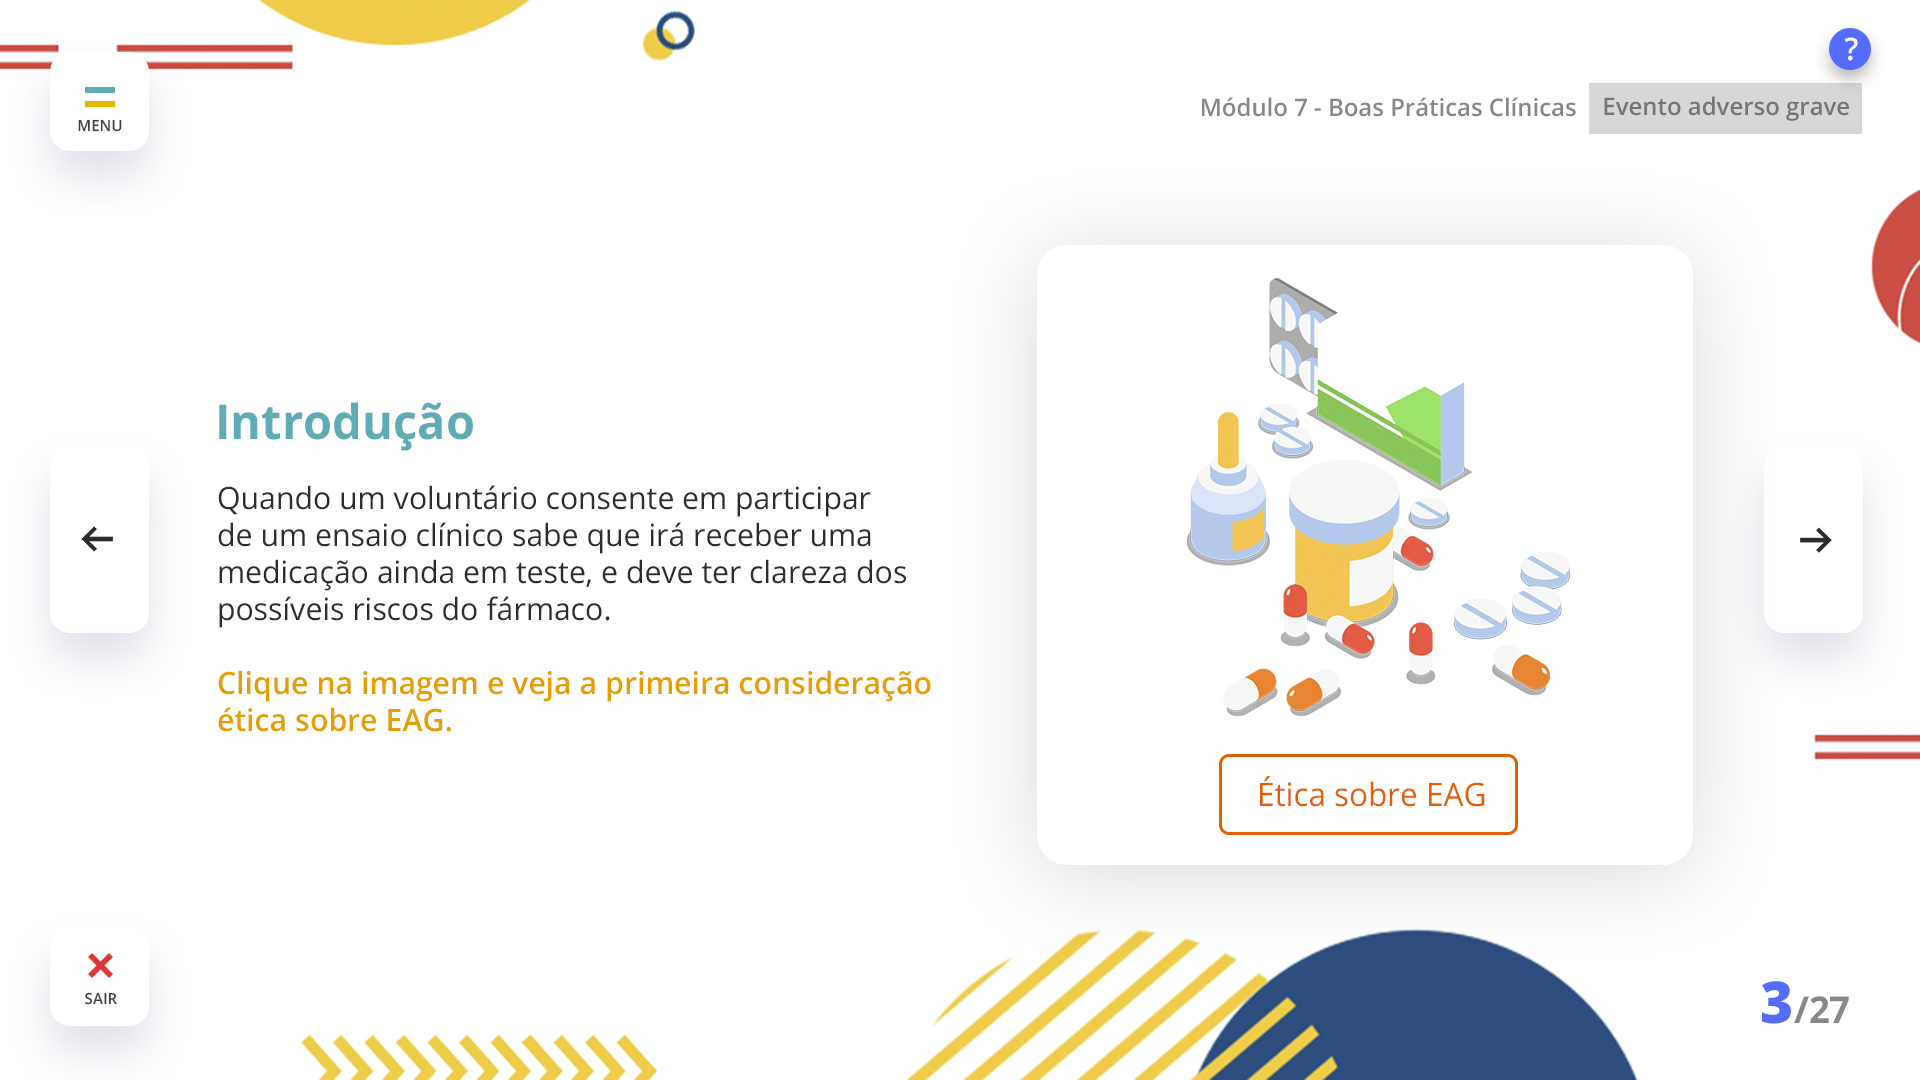 MENU
?
Módulo 7 - Boas Práticas Clínicas Evento adverso grave
Introdução
Quando um voluntário consente em participar
de um ensaio clínico sabe que irá receber uma
medicação ainda em teste, e deve ter clareza dos
possíveis riscos do fármaco.
Clique na imagem e veja a primeira consideração
ética sobre EAG.
Ética sobre EAG
SAIR
3/27